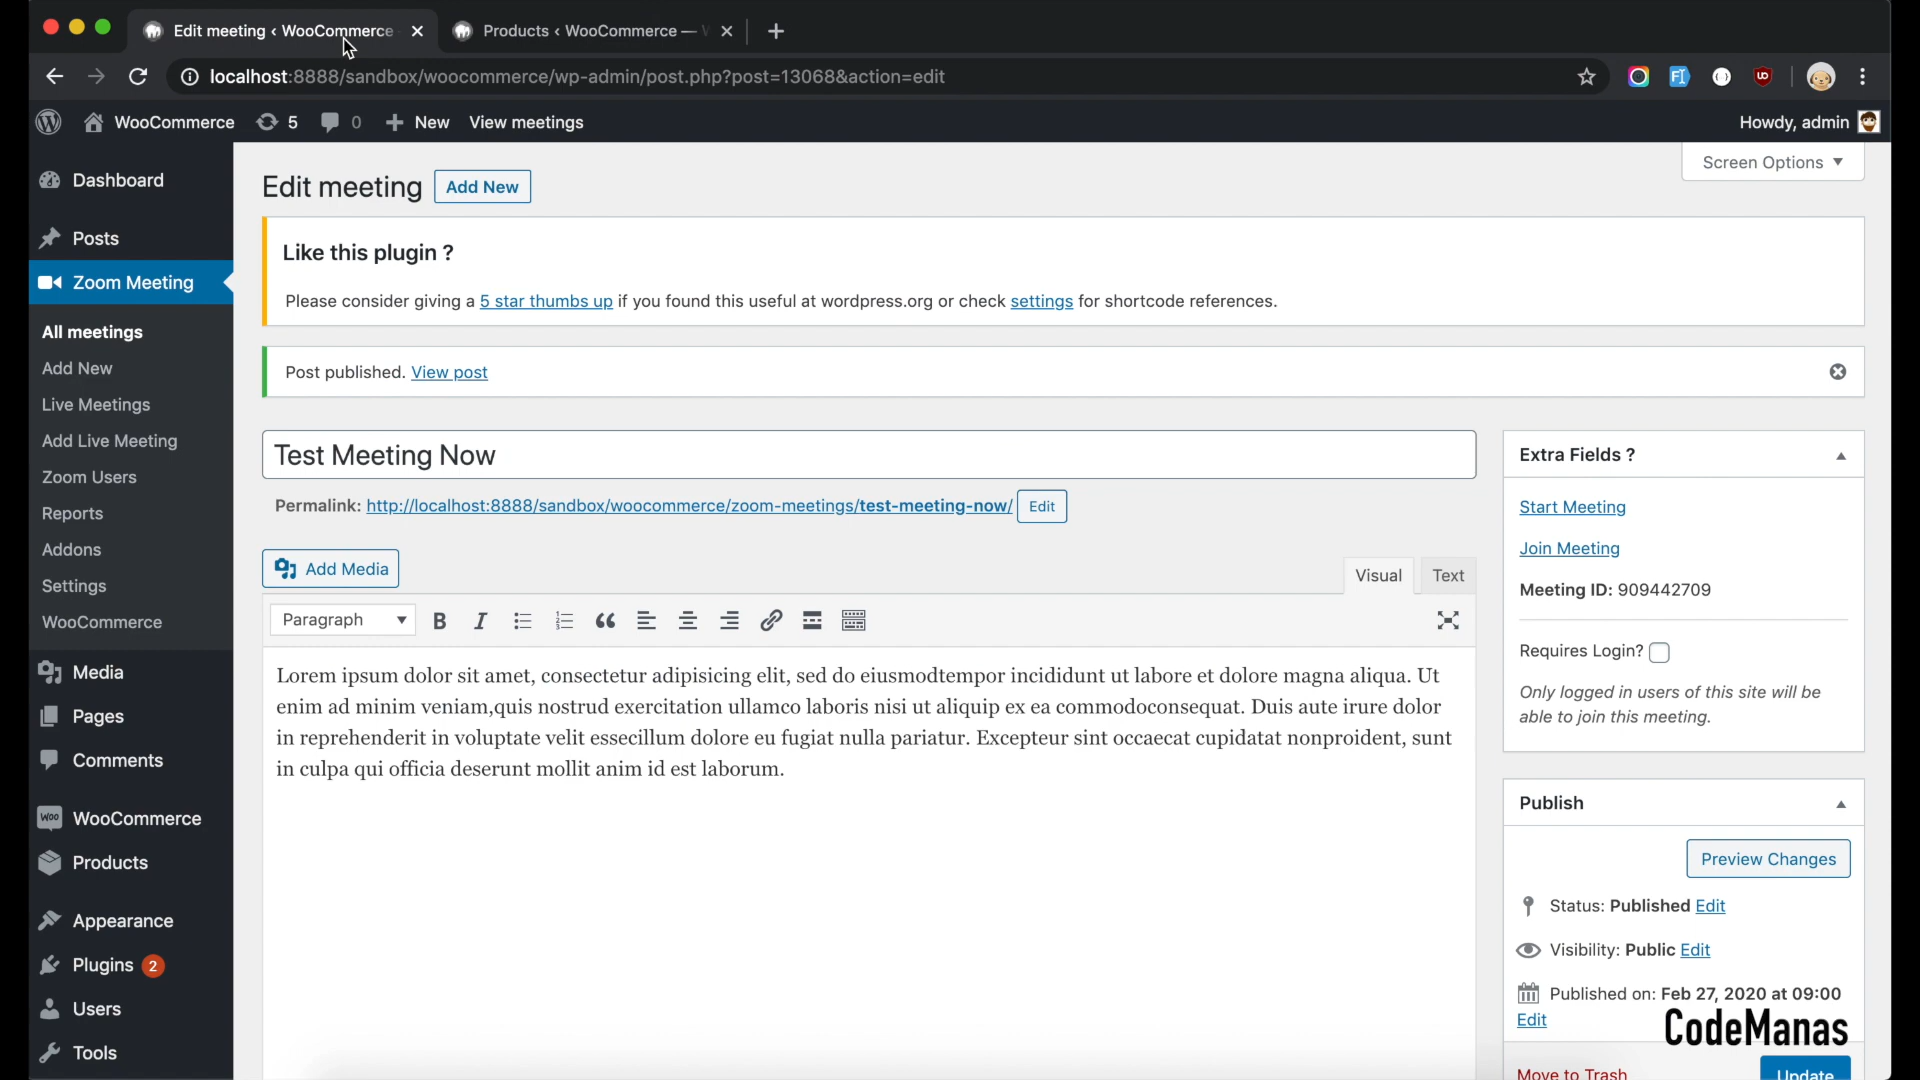 Edit meeting ‹ WooCommerce
Products ‹ WooCommerce —
localhost:8888/sandbox/woocommerce/wp-admin/post.php?post=13068&action=edit
WooCommerce 5 0 New View meetings
Howdy, admin
Screen Options
Dashboard
Posts
Zoom Meeting
All meetings
Add New
Live Meetings
Add Live Meeting
Zoom Users
Reports
Addons
Settings
WooCommerce
Media
Pages
Comments
WooCommerce
Products
Appearance
Plugins 2
Users
Tools
Edit meeting Add New
Like this plugin ?
Please consider giving a 5 star thumbs up if you found this useful at wordpress.org or check settings for shortcode references.
Post published. View post
Test Meeting Now
Permalink: http://localhost:8888/sandbox/woocommerce/zoom-meetings/test-meeting-now/ Edit
Add Media
Visual Text
Paragraph
Lorem ipsum dolor sit amet, consectetur adipisicing elit, sed do eiusmodtempor incididunt ut labore et dolore magna aliqua. Ut
enim ad minim veniam,quis nostrud exercitation ullamco laboris nisi ut aliquip ex ea commodoconsequat. Duis aute irure dolor
in reprehenderit in voluptate velit essecillum dolore eu fugiat nulla pariatur. Excepteur sint occaecat cupidatat nonproident, sunt
in culpa qui officia deserunt mollit anim id est laborum.
Extra Fields ?
Start Meeting
Join Meeting
Meeting ID: 909442709
Requires Login?
Only logged in users of this site will be
able to join this meeting.
Publish
Preview Changes
Status: Published Edit
Visibility: Public Edit
Published on: Feb 27, 2020 at 09:00
Edit
CodeManas
Move to Trash
Update